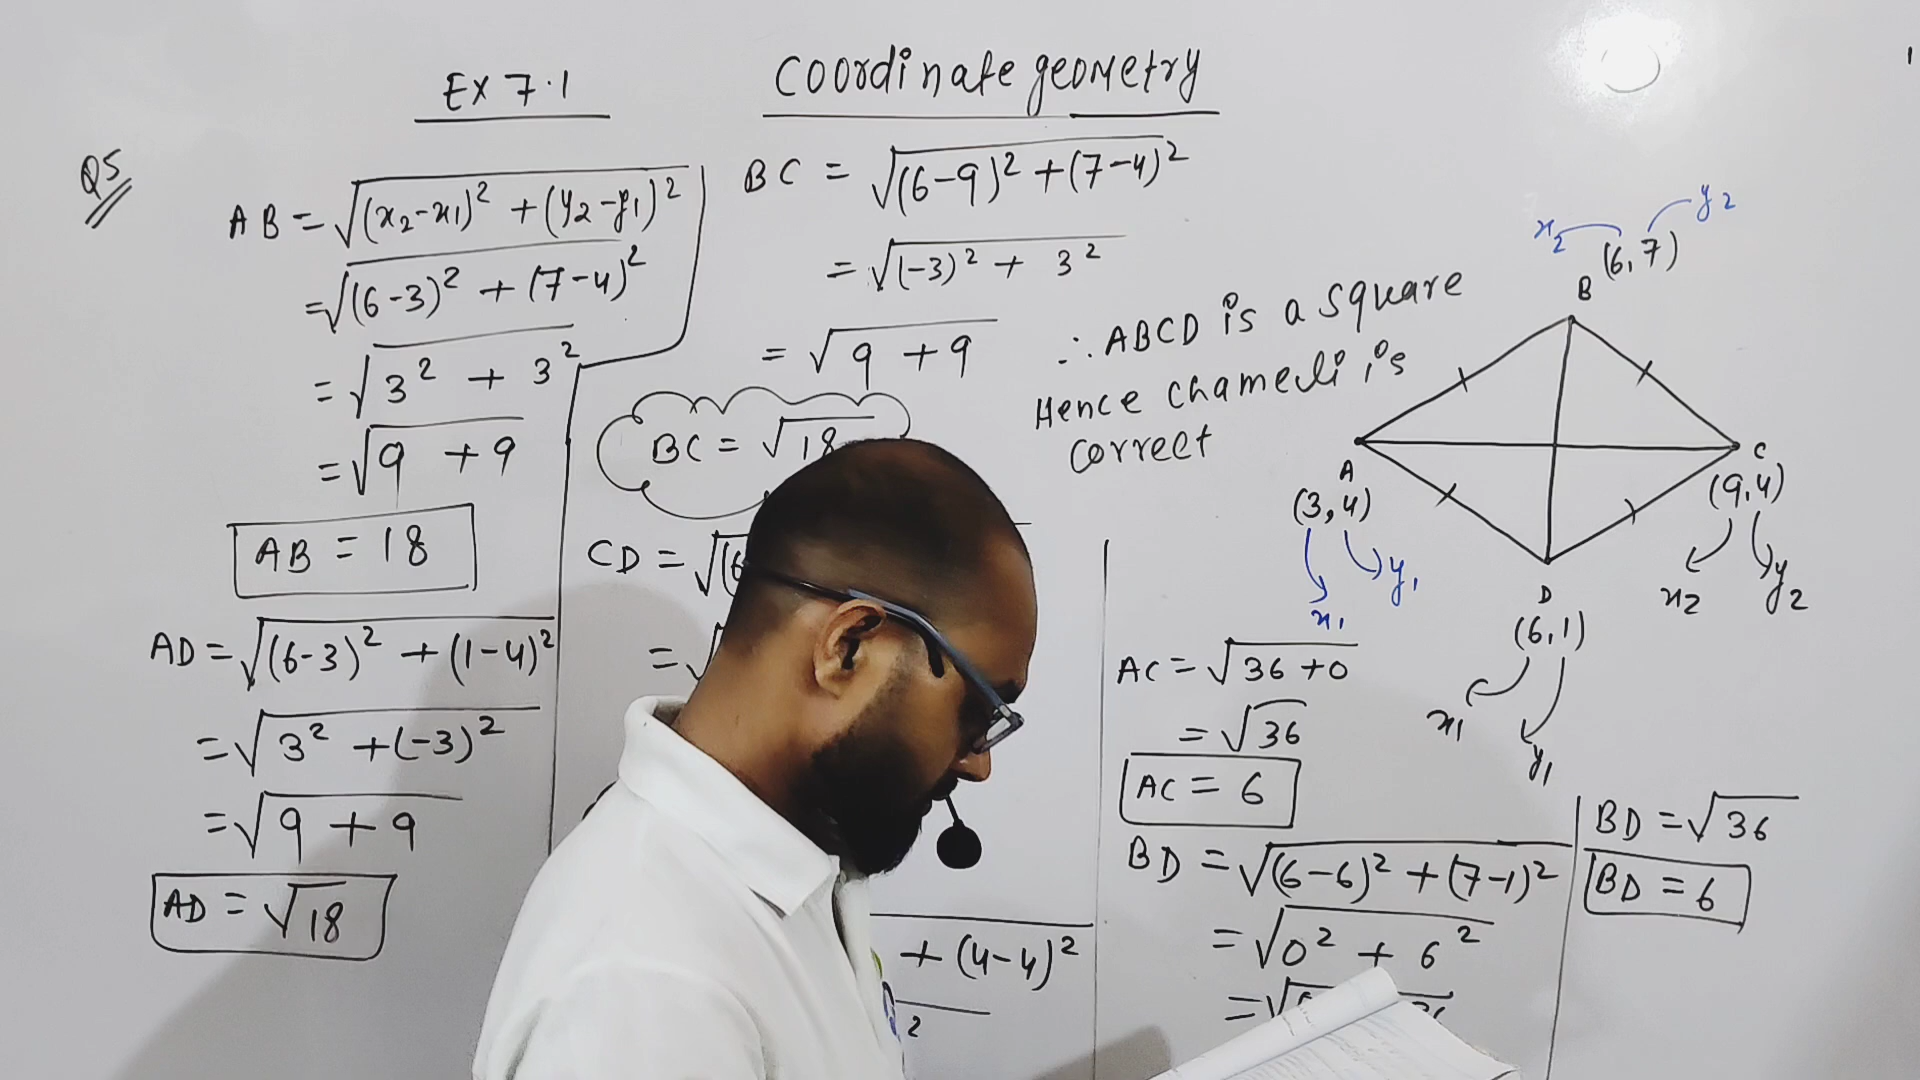 Ex 7.1
Coordinate geometry
Q5
AB = √(x₂-x₁)² + (y₂-y₁)²
= √(6-3)² + (7-4)²
= √3² + 3²
= √9 + 9
AB = 18
AD = √(6-3)² + (1-4)²
= √3² + (-3)²
= √9 + 9
AD = √18
BC = √(6-9)² + (7-4)²
= √(-3)² + 3²
= √9 + 9
BC = √18
CD = √(6
= √
+ (4-4)²
2
∴ ABCD is a square
Hence chameli is
correct
x₂ y₂
(6,7)
B
A
(3,4)
x₁ y₁
C
(9,4)
x₂ y₂
D
(6,1)
x₁ y₁
AC = √36 + 0
= √36
AC = 6
BD = √(6-6)² + (7-1)²
= √0² + 6²
= √
BD = √36
BD = 6